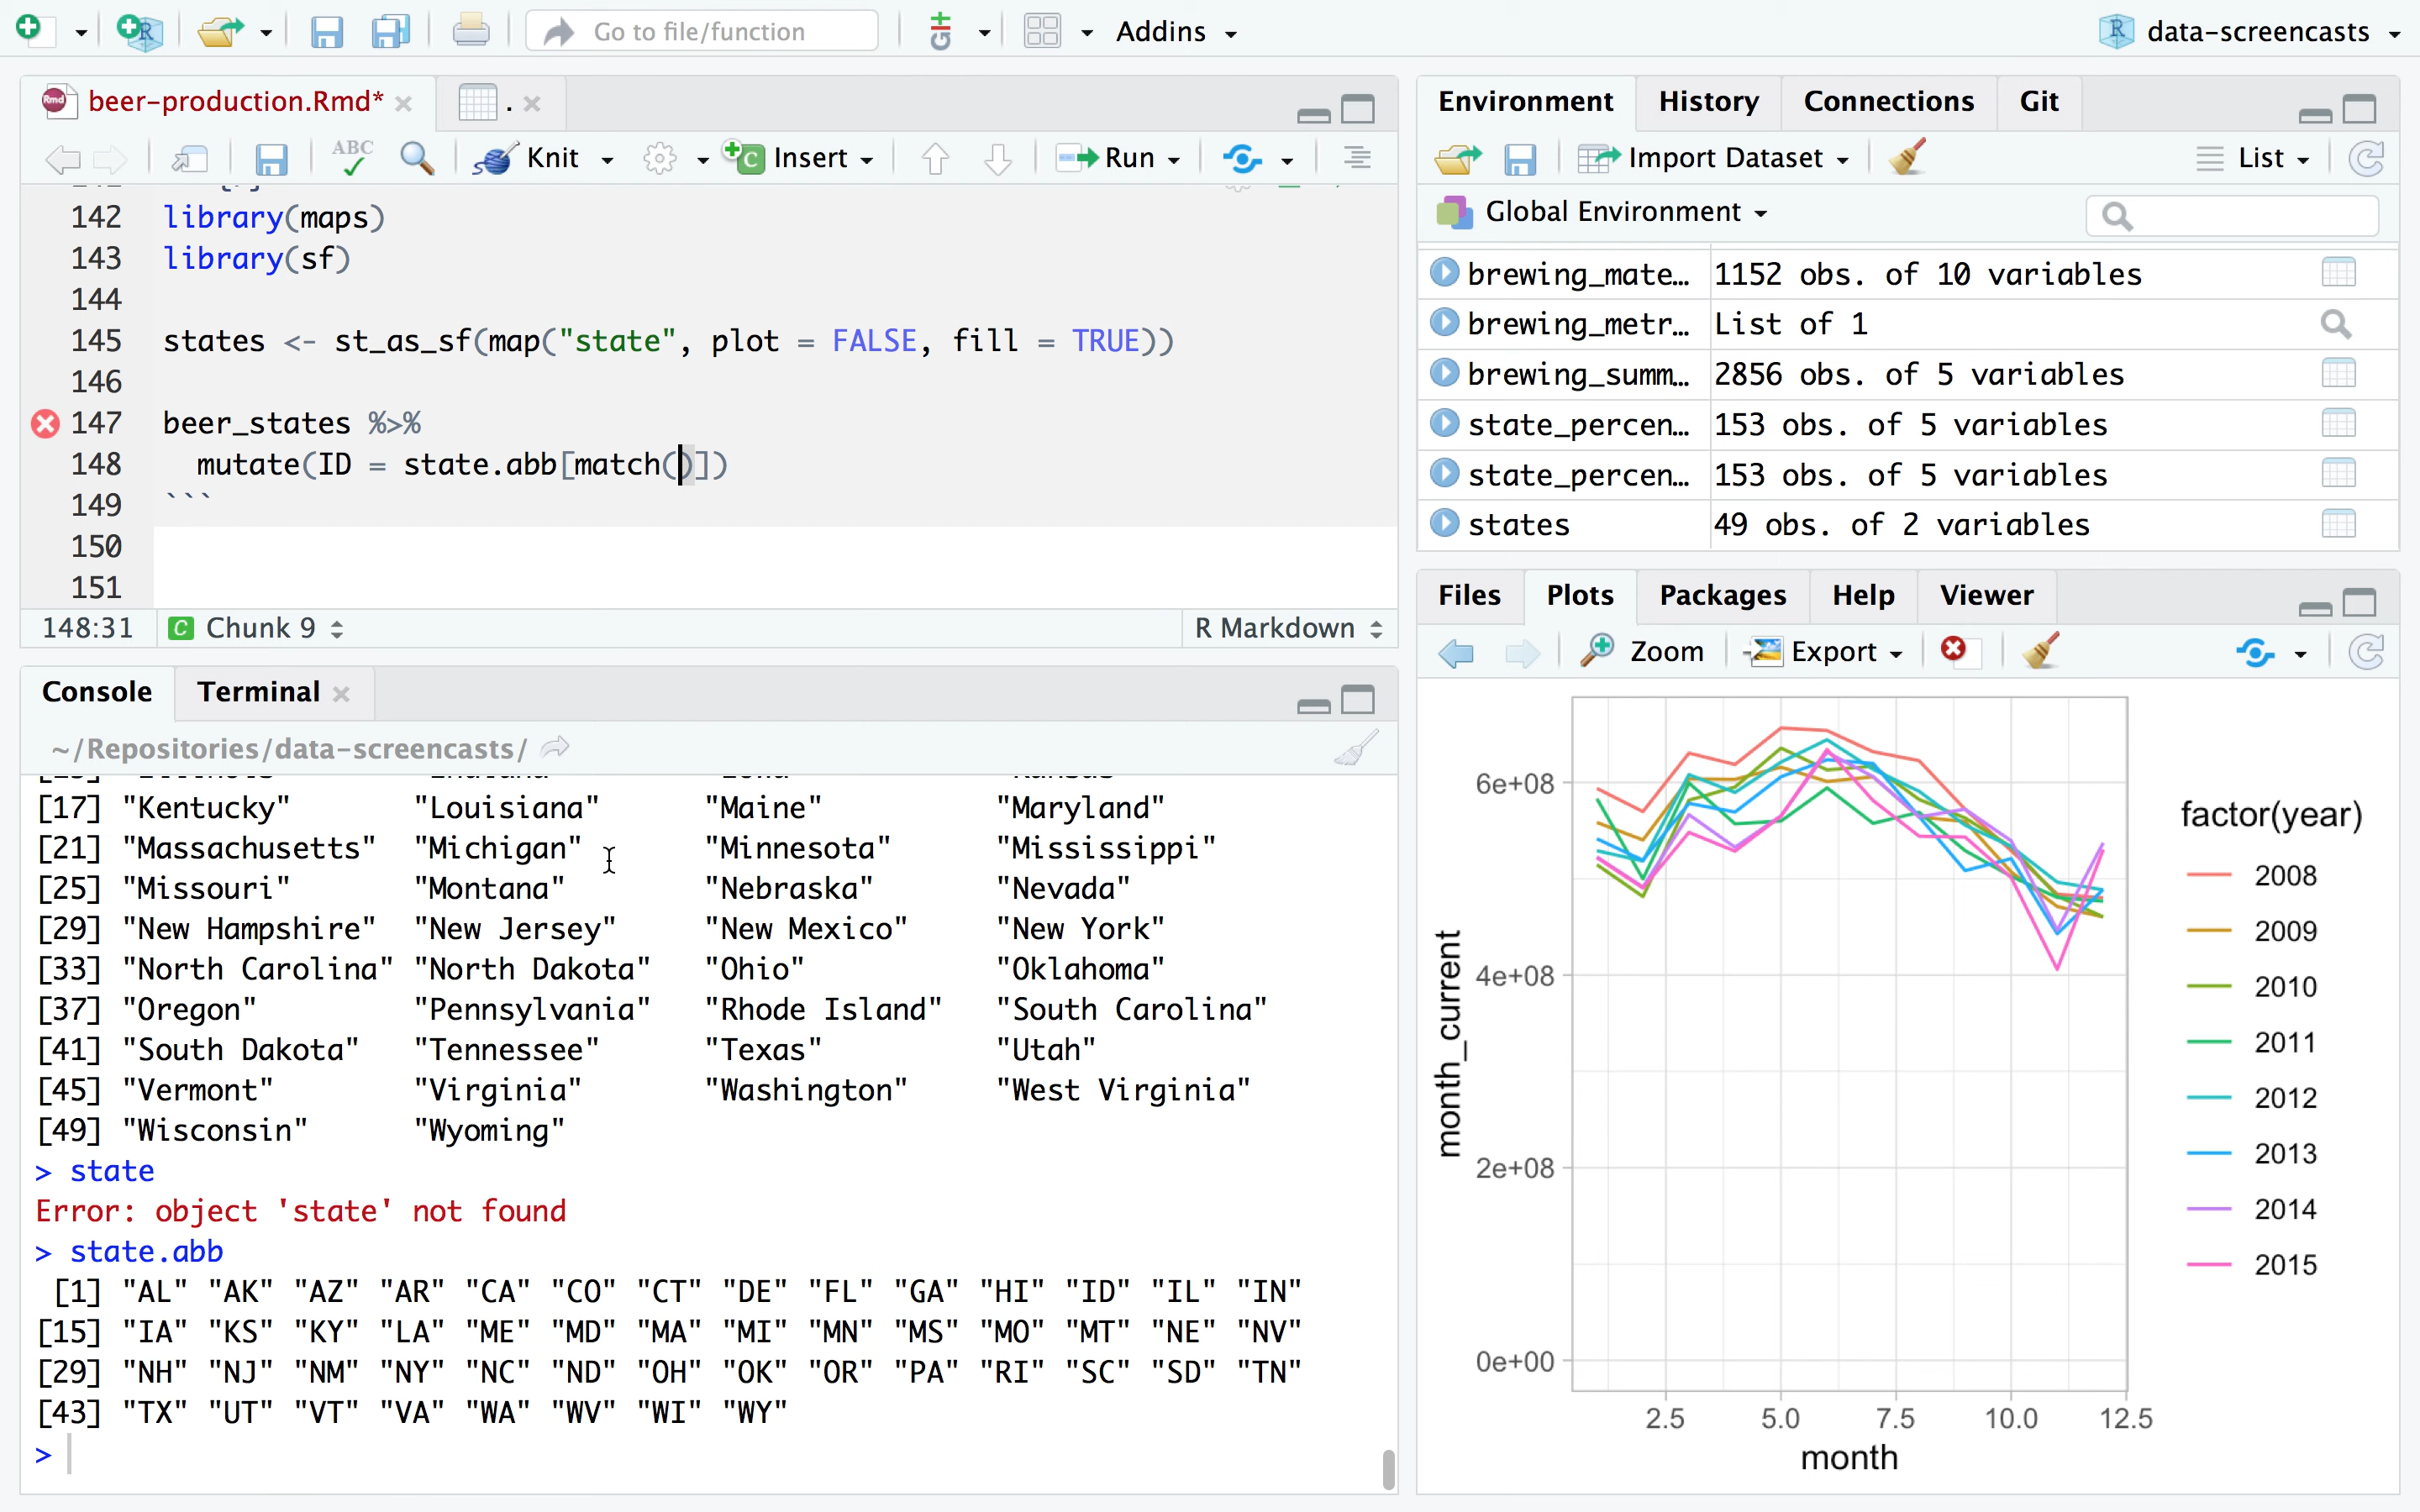 Go to file/function
Addins
data-screencasts
beer-production.Rmd*
.
ABC
Knit
Insert
Run
142 library(maps)
143 library(sf)
144
145 states <- st_as_sf(map("state", plot = FALSE, fill = TRUE))
146
147 beer_states %>%
148 mutate(ID = state.abb[match()])
149 ```
150
151
148:31 Chunk 9 R Markdown
Console Terminal
~/Repositories/data-screencasts/
[17] "Kentucky" "Louisiana" "Maine" "Maryland"
[21] "Massachusetts" "Michigan" "Minnesota" "Mississippi"
[25] "Missouri" "Montana" "Nebraska" "Nevada"
[29] "New Hampshire" "New Jersey" "New Mexico" "New York"
[33] "North Carolina" "North Dakota" "Ohio" "Oklahoma"
[37] "Oregon" "Pennsylvania" "Rhode Island" "South Carolina"
[41] "South Dakota" "Tennessee" "Texas" "Utah"
[45] "Vermont" "Virginia" "Washington" "West Virginia"
[49] "Wisconsin" "Wyoming"
> state
Error: object 'state' not found
> state.abb
[1] "AL" "AK" "AZ" "AR" "CA" "CO" "CT" "DE" "FL" "GA" "HI" "ID" "IL" "IN"
[15] "IA" "KS" "KY" "LA" "ME" "MD" "MA" "MI" "MN" "MS" "MO" "MT" "NE" "NV"
[29] "NH" "NJ" "NM" "NY" "NC" "ND" "OH" "OK" "OR" "PA" "RI" "SC" "SD" "TN"
[43] "TX" "UT" "VT" "VA" "WA" "WV" "WI" "WY"
>
Environment History Connections Git
Import Dataset List
Global Environment
brewing_mate… 1152 obs. of 10 variables
brewing_metr… List of 1
brewing_summ… 2856 obs. of 5 variables
state_percen… 153 obs. of 5 variables
state_percen… 153 obs. of 5 variables
states 49 obs. of 2 variables
Files Plots Packages Help Viewer
Zoom Export
6e+08
4e+08
2e+08
0e+00
month_current
2.5 5.0 7.5 10.0 12.5
month
factor(year)
2008
2009
2010
2011
2012
2013
2014
2015